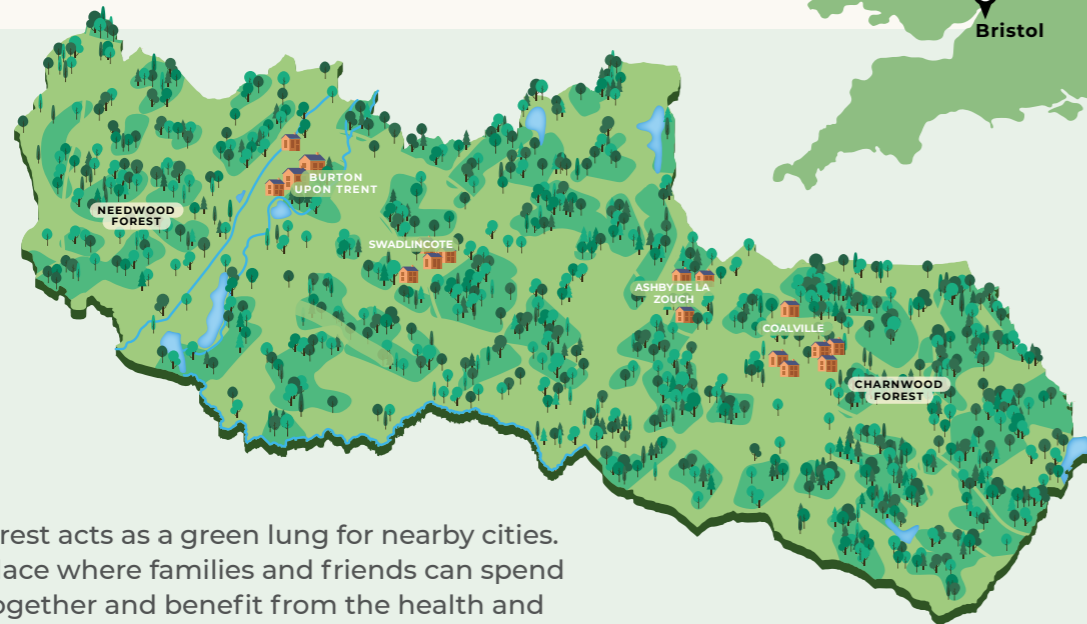 Bristol
BURTON
UPON TRENT
NEEDWOOD
FOREST
SWADLINCOTE
ASHBY DE LA
ZOUCH
COALVILLE
CHARNWOOD
FOREST
rest acts as a green lung for nearby cities.
lace where families and friends can spend
ogether and benefit from the health and